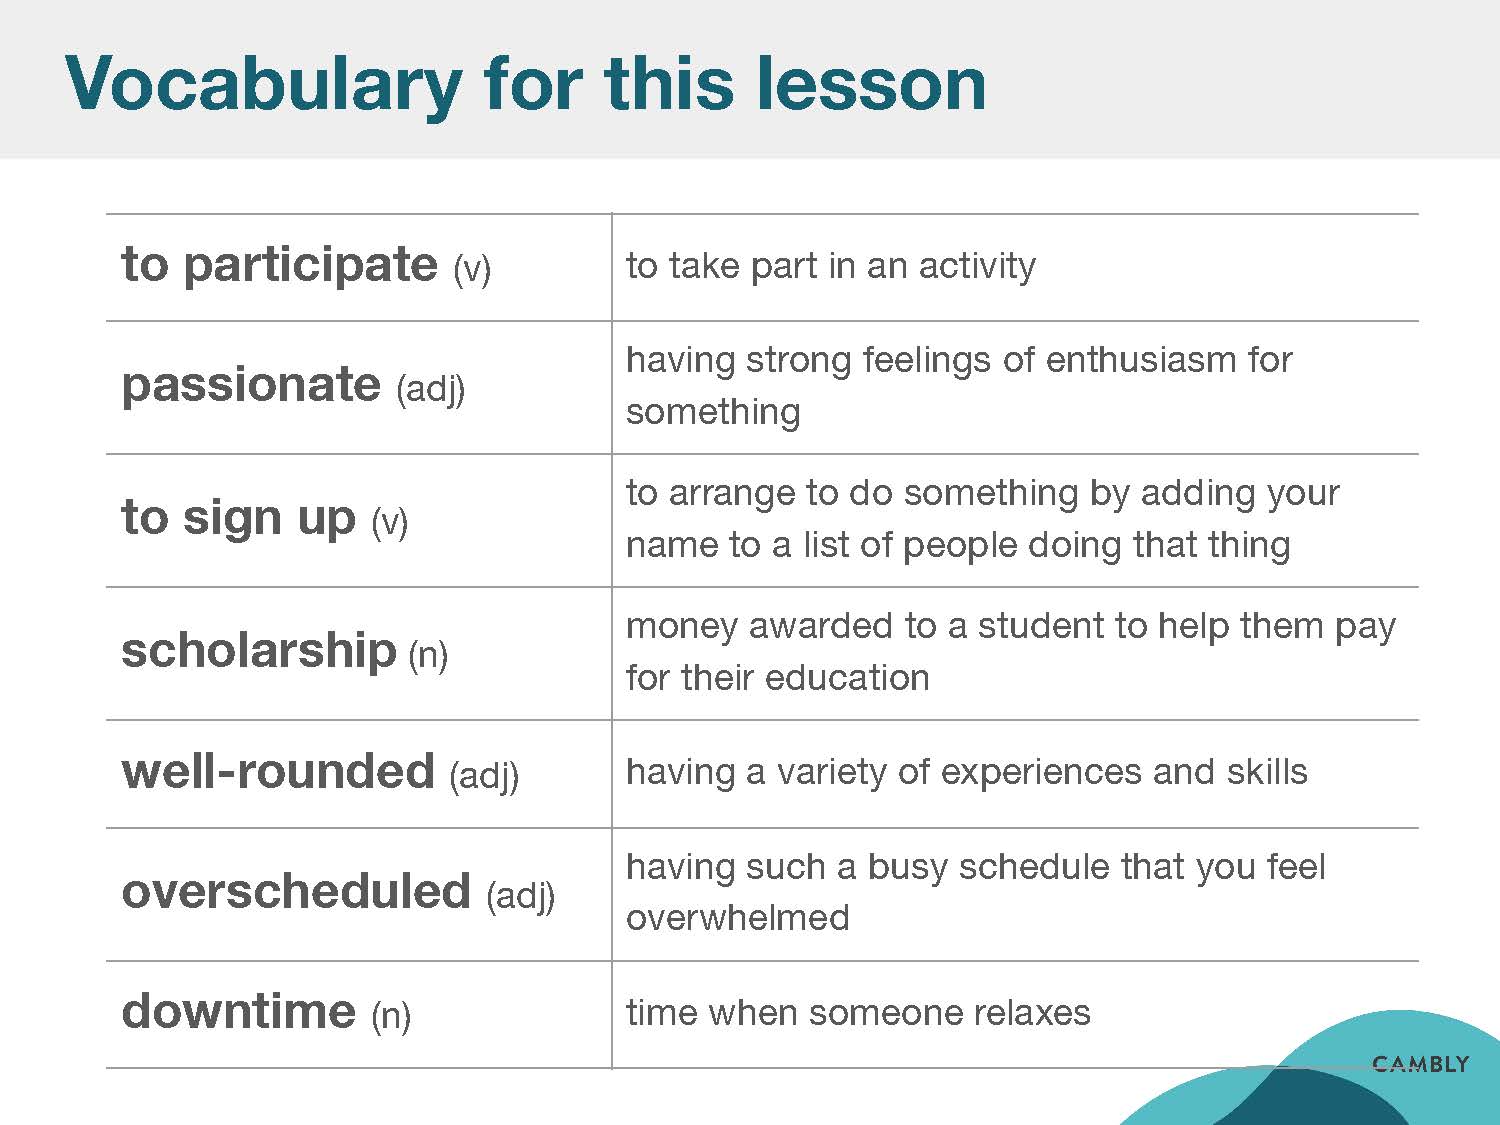 Vocabulary for this lesson
to participate (v)
to take part in an activity
passionate (adj)
having strong feelings of enthusiasm for
something
to sign up (v)
to arrange to do something by adding your
name to a list of people doing that thing
scholarship (n)
money awarded to a student to help them pay
for their education
well-rounded (adj)
having a variety of experiences and skills
overscheduled (adj)
having such a busy schedule that you feel
overwhelmed
downtime (n)
time when someone relaxes
CAMBLY